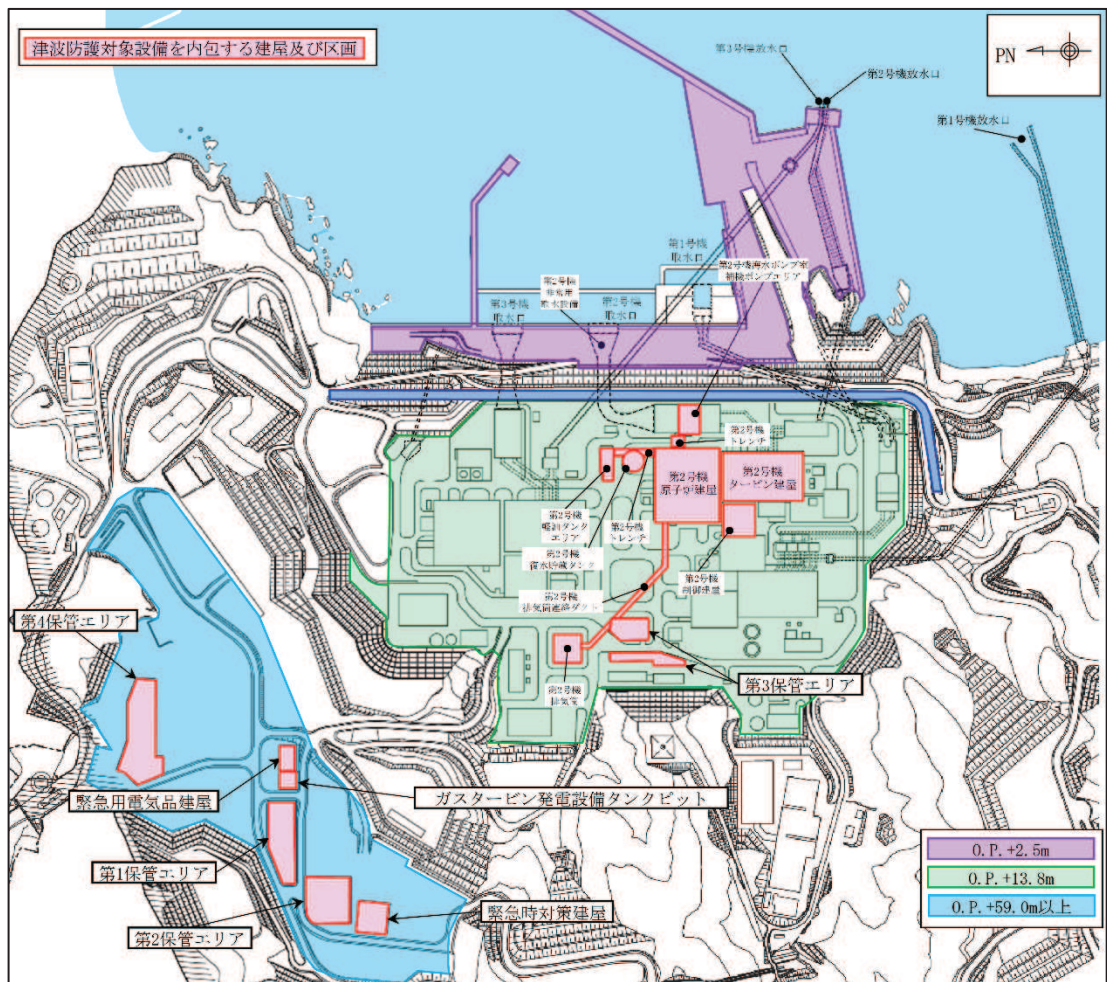 津波防護対象設備を内包する建屋及び区画
PN
第3号機放水口
第2号機放水口
第1号機放水口
第1号機
取水口
第2号機海水ポンプ室
補機ポンプエリア
第2号機
非常用
取水設備
第3号機
取水口
第2号機
取水口
第2号機
トレンチ
第2号機
原子炉建屋
第2号機
タービン建屋
第2号機
軽油タンク
エリア
第2号機
トレンチ
第2号機
復水貯蔵タンク
第2号機
制御建屋
第2号機
排気筒連絡ダクト
第4保管エリア
第3保管エリア
第2号機
排気筒
緊急用電気品建屋
ガスタービン発電設備タンクピット
第1保管エリア
緊急時対策建屋
第2保管エリア
O.P.+2.5m
O.P.+13.8m
O.P.+59.0m以上